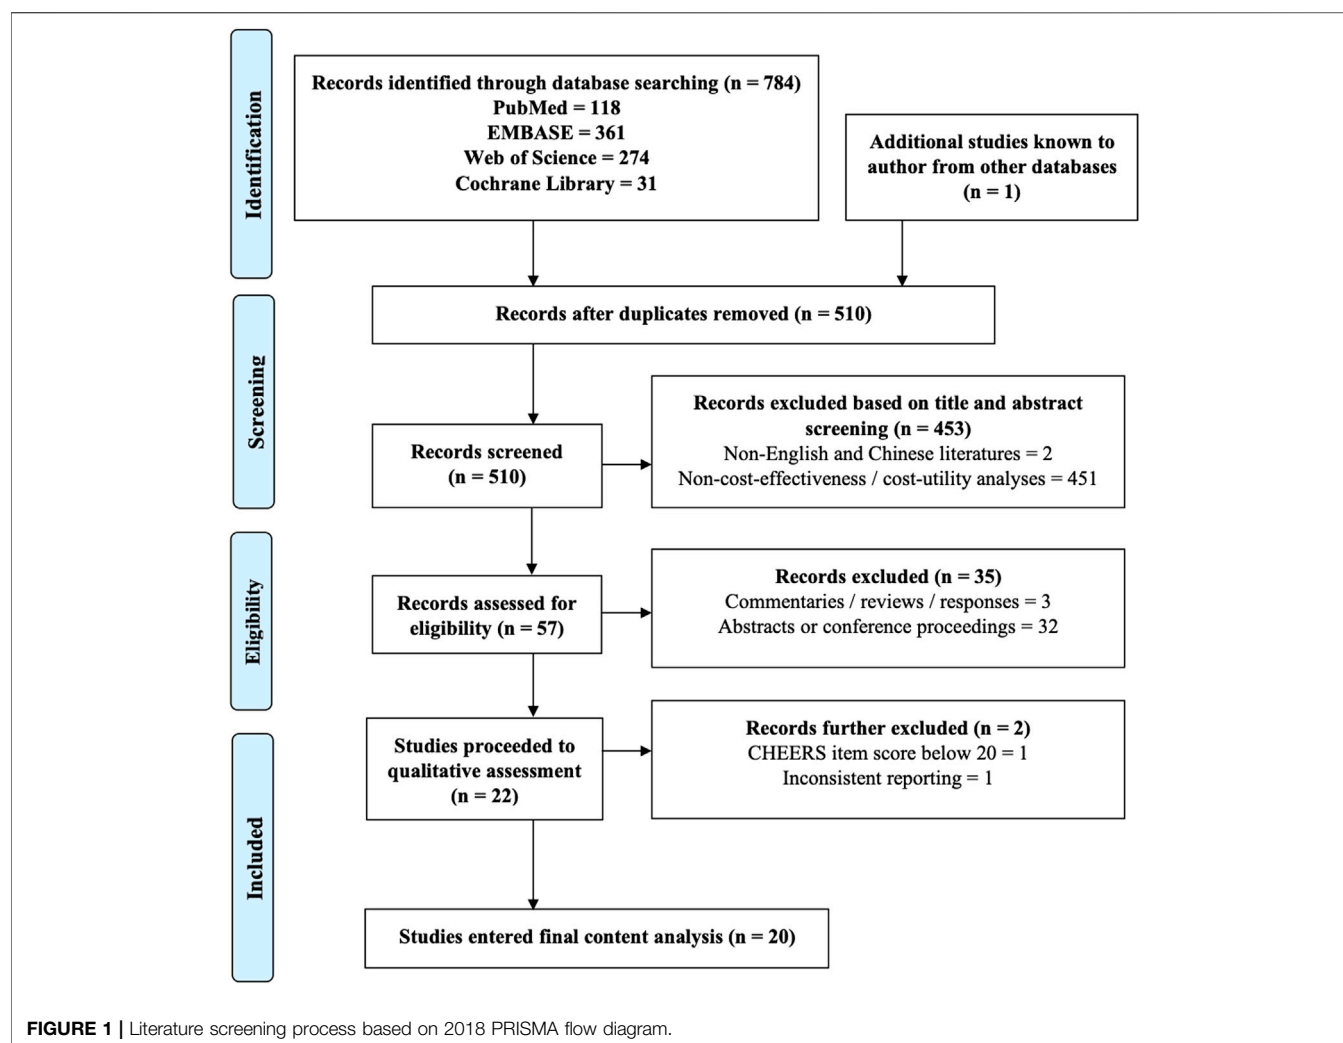 Identification
Records identified through database searching (n = 784)
PubMed = 118
EMBASE = 361
Web of Science = 274
Cochrane Library = 31
Additional studies known to
author from other databases
(n = 1)
Records after duplicates removed (n = 510)
Screening
Records screened
(n = 510)
Records excluded based on title and abstract
screening (n = 453)
Non-English and Chinese literatures = 2
Non-cost-effectiveness / cost-utility analyses = 451
Eligibility
Records assessed for
eligibility (n = 57)
Records excluded (n = 35)
Commentaries / reviews / responses = 3
Abstracts or conference proceedings = 32
Included
Studies proceeded to
qualitative assessment
(n = 22)
Records further excluded (n = 2)
CHEERS item score below 20 = 1
Inconsistent reporting = 1
Studies entered final content analysis (n = 20)
FIGURE 1 | Literature screening process based on 2018 PRISMA flow diagram.